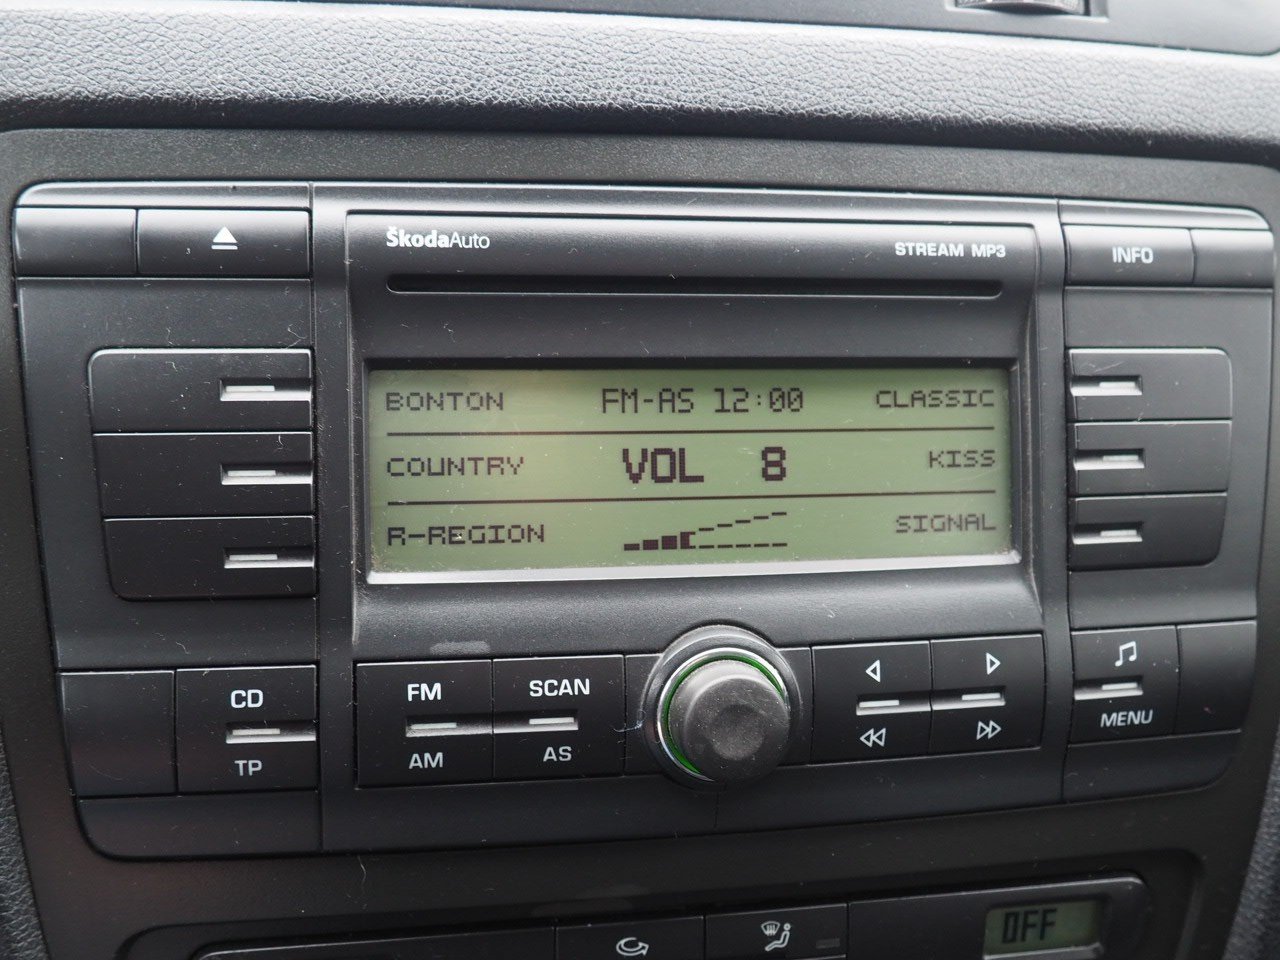 ŠkodaAuto
STREAM MP3
INFO
BONTON FM-AS 12:00 CLASSIC
COUNTRY VOL 8 KISS
R-REGION SIGNAL
CD
TP
FM
AM
SCAN
AS
MENU
OFF